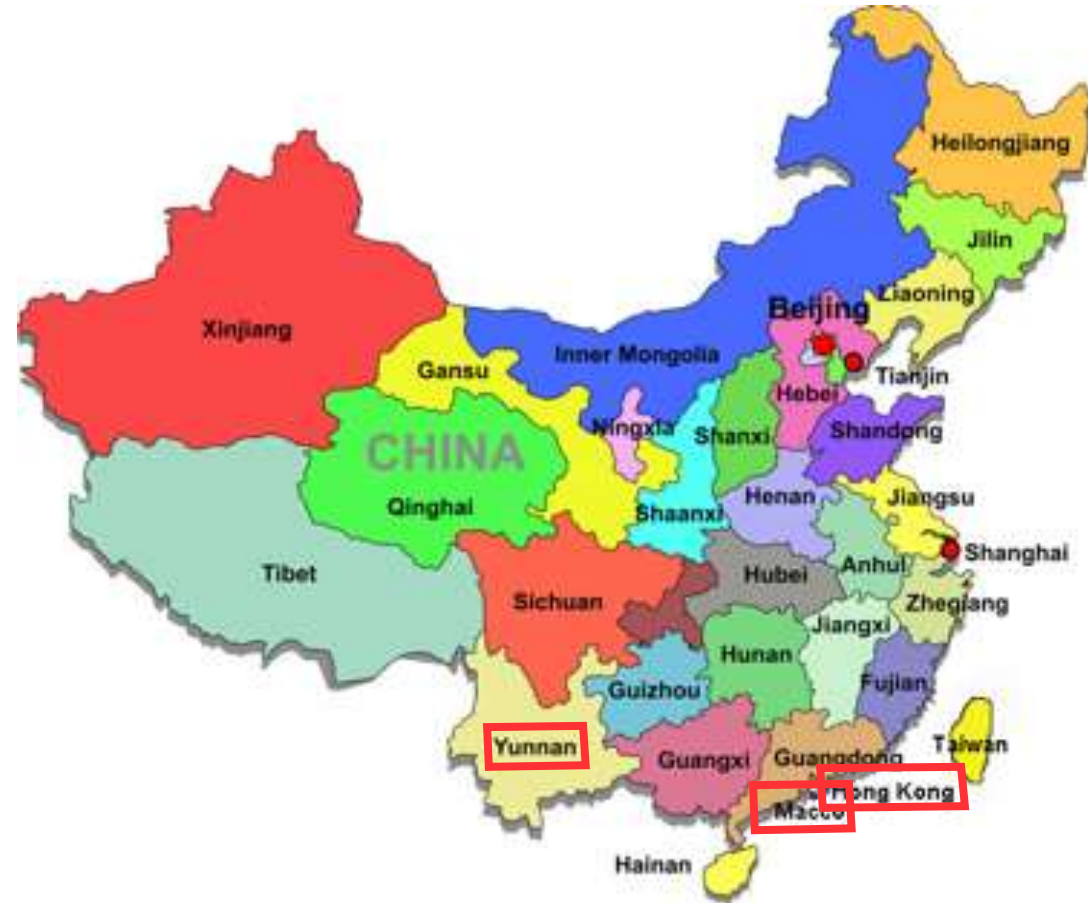 Heilongjiang
Jilin
Liaoning
Beijing
Xinjiang
Inner Mongolia
Gansu
Tianjin
Hebei
Ningxia
Shanxi
Shandong
CHINA
Qinghai
Henan
Jiangsu
Shaanxi
Shanghai
Tibet
Hubei
Anhui
Sichuan
Zhegiang
Jiangxi
Hunan
Guizhou
Fujian
Yunnan
Guangxi
Guangdong
Taiwan
Hong Kong
Macco
Hainan